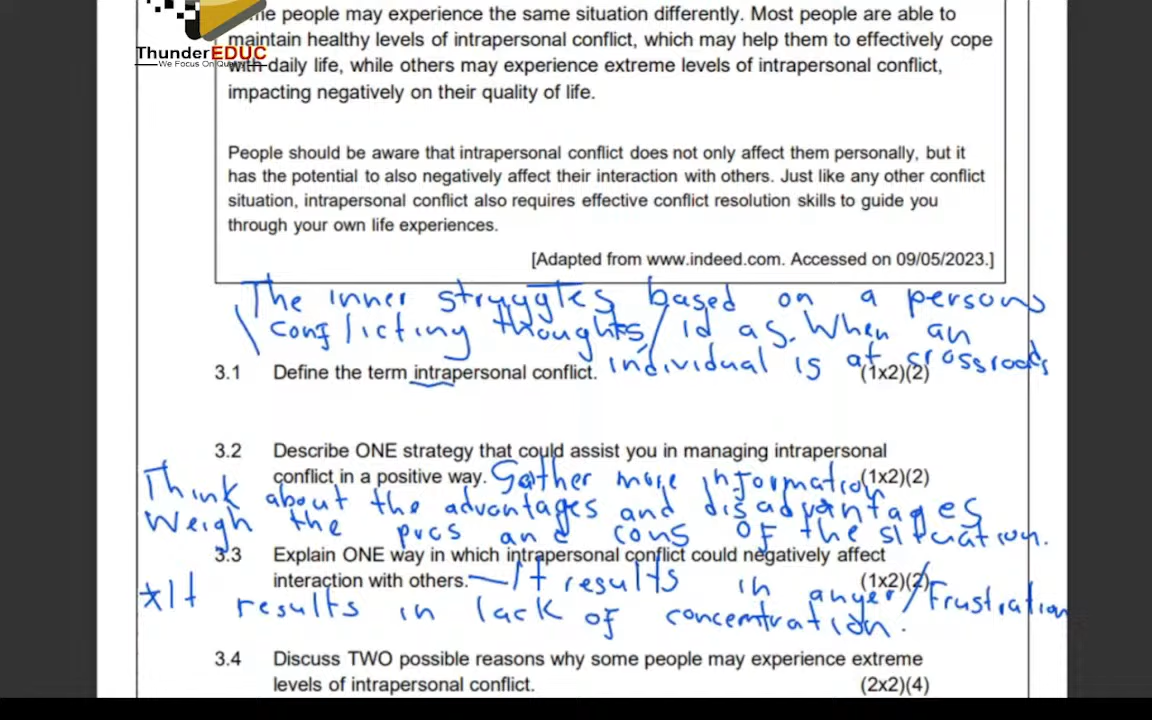 me people may experience the same situation differently. Most people are able to
ThunderEDUC
maintain healthy levels of intrapersonal conflict, which may help them to effectively cope
We Focus On
with daily life, while others may experience extreme levels of intrapersonal conflict,
impacting negatively on their quality of life.
People should be aware that intrapersonal conflict does not only affect them personally, but it
has the potential to also negatively affect their interaction with others. Just like any other conflict
situation, intrapersonal conflict also requires effective conflict resolution skills to guide you
through your own life experiences.
[Adapted from www.indeed.com. Accessed on 09/05/2023.]
The inner struggles based on a persons
conflicting thoughts/ideas. When an
individual is at crossroads
3.1 Define the term intrapersonal conflict. (1x2)(2)
3.2 Describe ONE strategy that could assist you in managing intrapersonal
conflict in a positive way. (1x2)(2)
Gather more information
Think about the advantages and disadvantages
Weigh the pros and cons of the situation.
3.3 Explain ONE way in which intrapersonal conflict could negatively affect
interaction with others. (1x2)(2)
—It results in anger/frustration
*It results in lack of concentration.
3.4 Discuss TWO possible reasons why some people may experience extreme
levels of intrapersonal conflict. (2x2)(4)